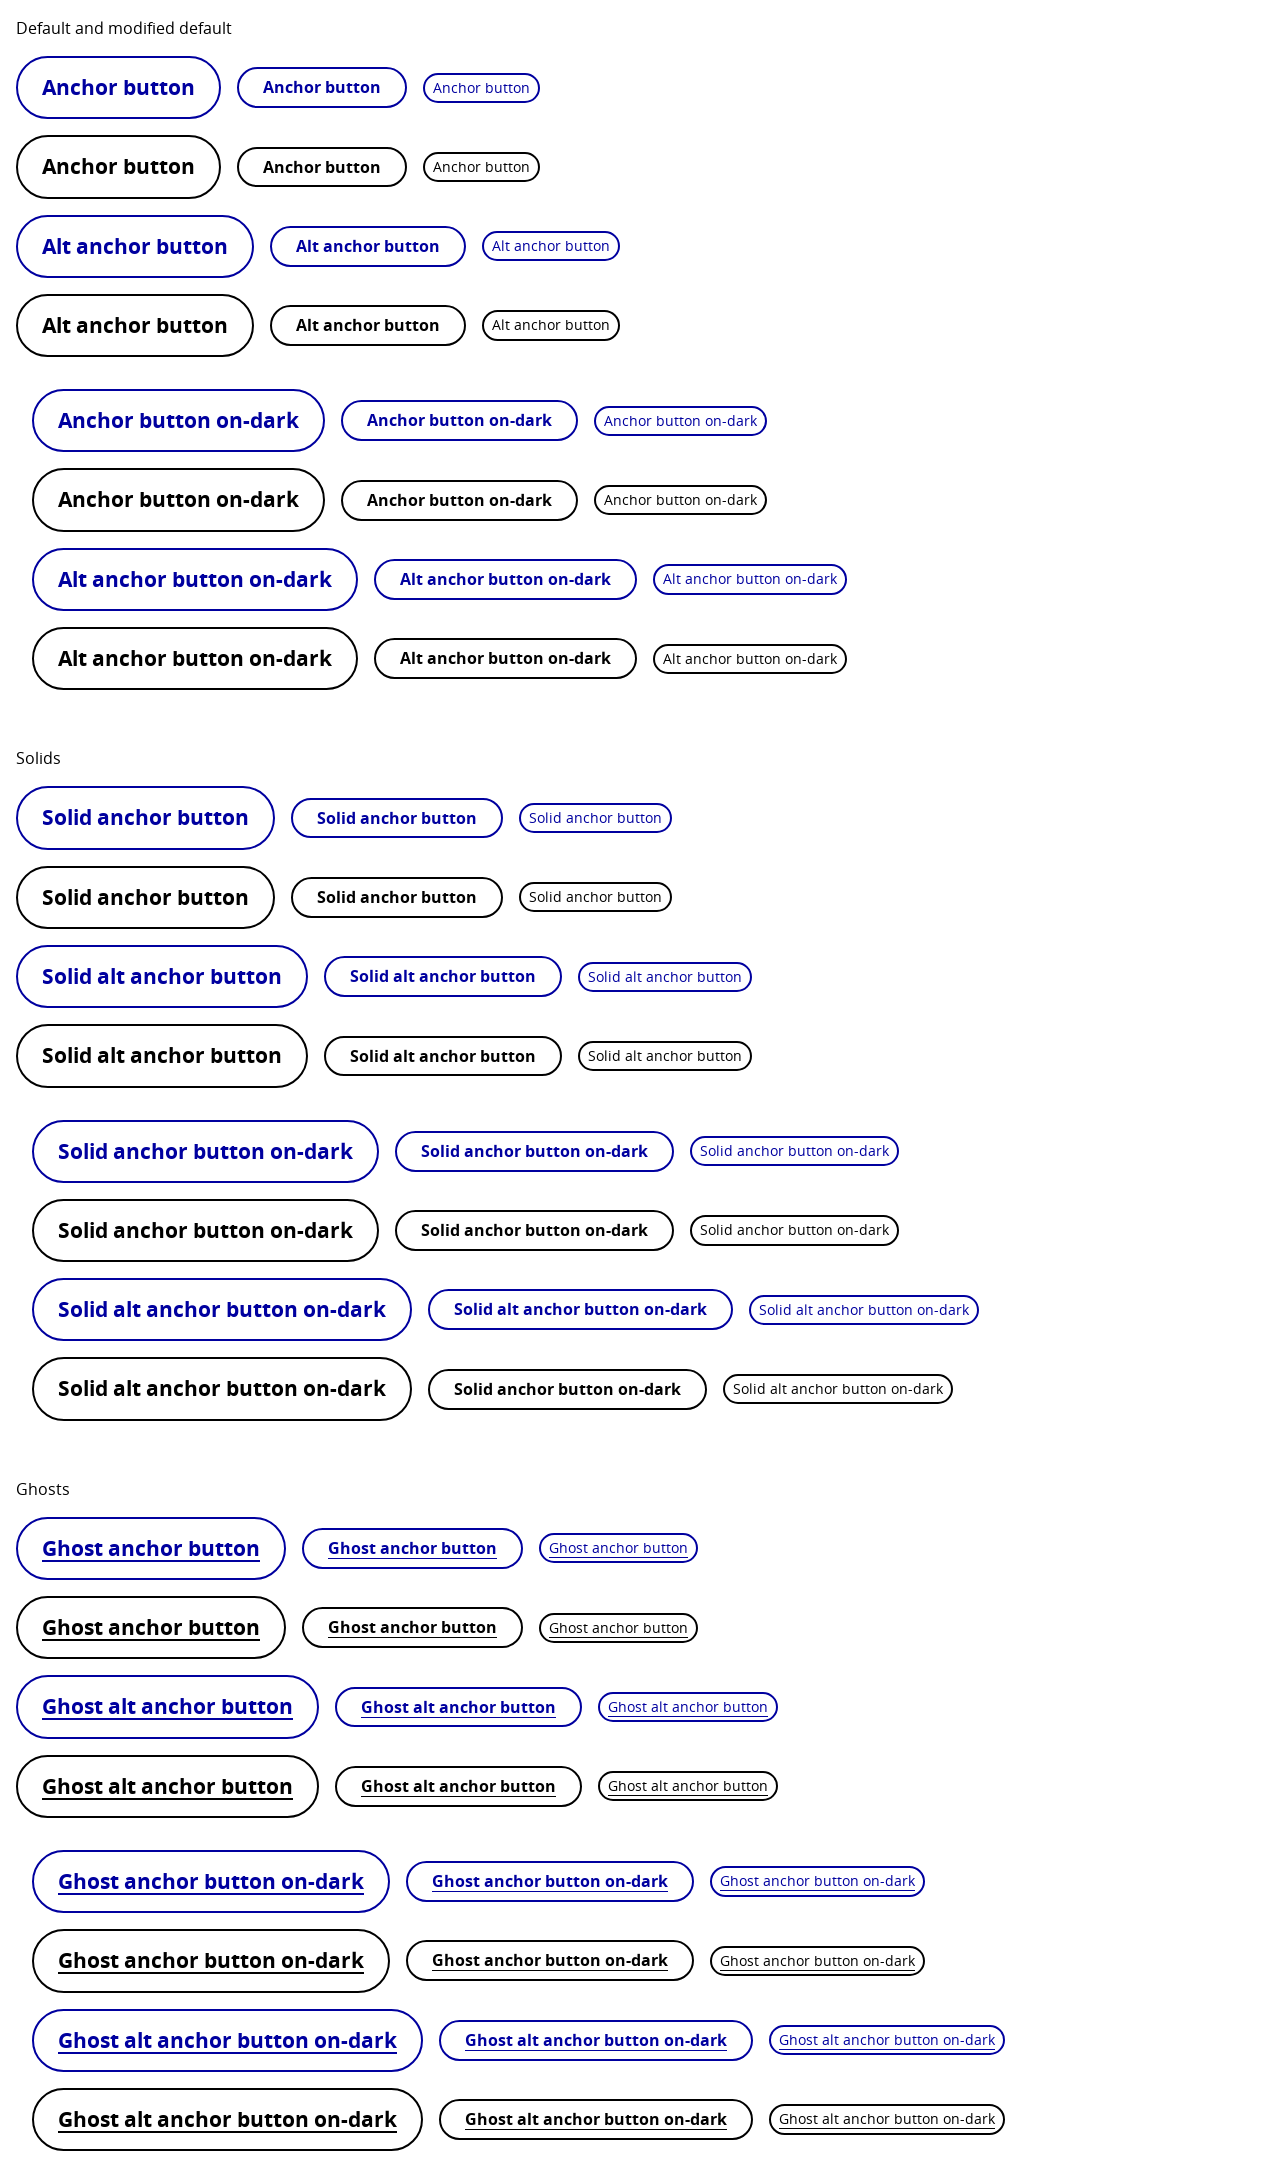 Default and modified default
Anchor button Anchor button Anchor button
Anchor button Anchor button Anchor button
Alt anchor button Alt anchor button Alt anchor button
Alt anchor button Alt anchor button Alt anchor button
Anchor button on-dark Anchor button on-dark Anchor button on-dark
Anchor button on-dark Anchor button on-dark Anchor button on-dark
Alt anchor button on-dark Alt anchor button on-dark Alt anchor button on-dark
Alt anchor button on-dark Alt anchor button on-dark Alt anchor button on-dark
Solids
Solid anchor button Solid anchor button Solid anchor button
Solid anchor button Solid anchor button Solid anchor button
Solid alt anchor button Solid alt anchor button Solid alt anchor button
Solid alt anchor button Solid alt anchor button Solid alt anchor button
Solid anchor button on-dark Solid anchor button on-dark Solid anchor button on-dark
Solid anchor button on-dark Solid anchor button on-dark Solid anchor button on-dark
Solid alt anchor button on-dark Solid alt anchor button on-dark Solid alt anchor button on-dark
Solid alt anchor button on-dark Solid anchor button on-dark Solid alt anchor button on-dark
Ghosts
Ghost anchor button Ghost anchor button Ghost anchor button
Ghost anchor button Ghost anchor button Ghost anchor button
Ghost alt anchor button Ghost alt anchor button Ghost alt anchor button
Ghost alt anchor button Ghost alt anchor button Ghost alt anchor button
Ghost anchor button on-dark Ghost anchor button on-dark Ghost anchor button on-dark
Ghost anchor button on-dark Ghost anchor button on-dark Ghost anchor button on-dark
Ghost alt anchor button on-dark Ghost alt anchor button on-dark Ghost alt anchor button on-dark
Ghost alt anchor button on-dark Ghost alt anchor button on-dark Ghost alt anchor button on-dark